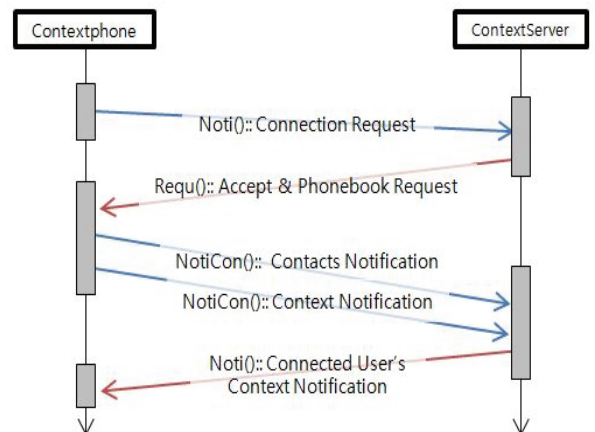 Contextphone
ContextServer
Noti():: Connection Request
Requ():: Accept & Phonebook Request
NotiCon():: Contacts Notification
NotiCon():: Context Notification
Noti():: Connected User's
Context Notification